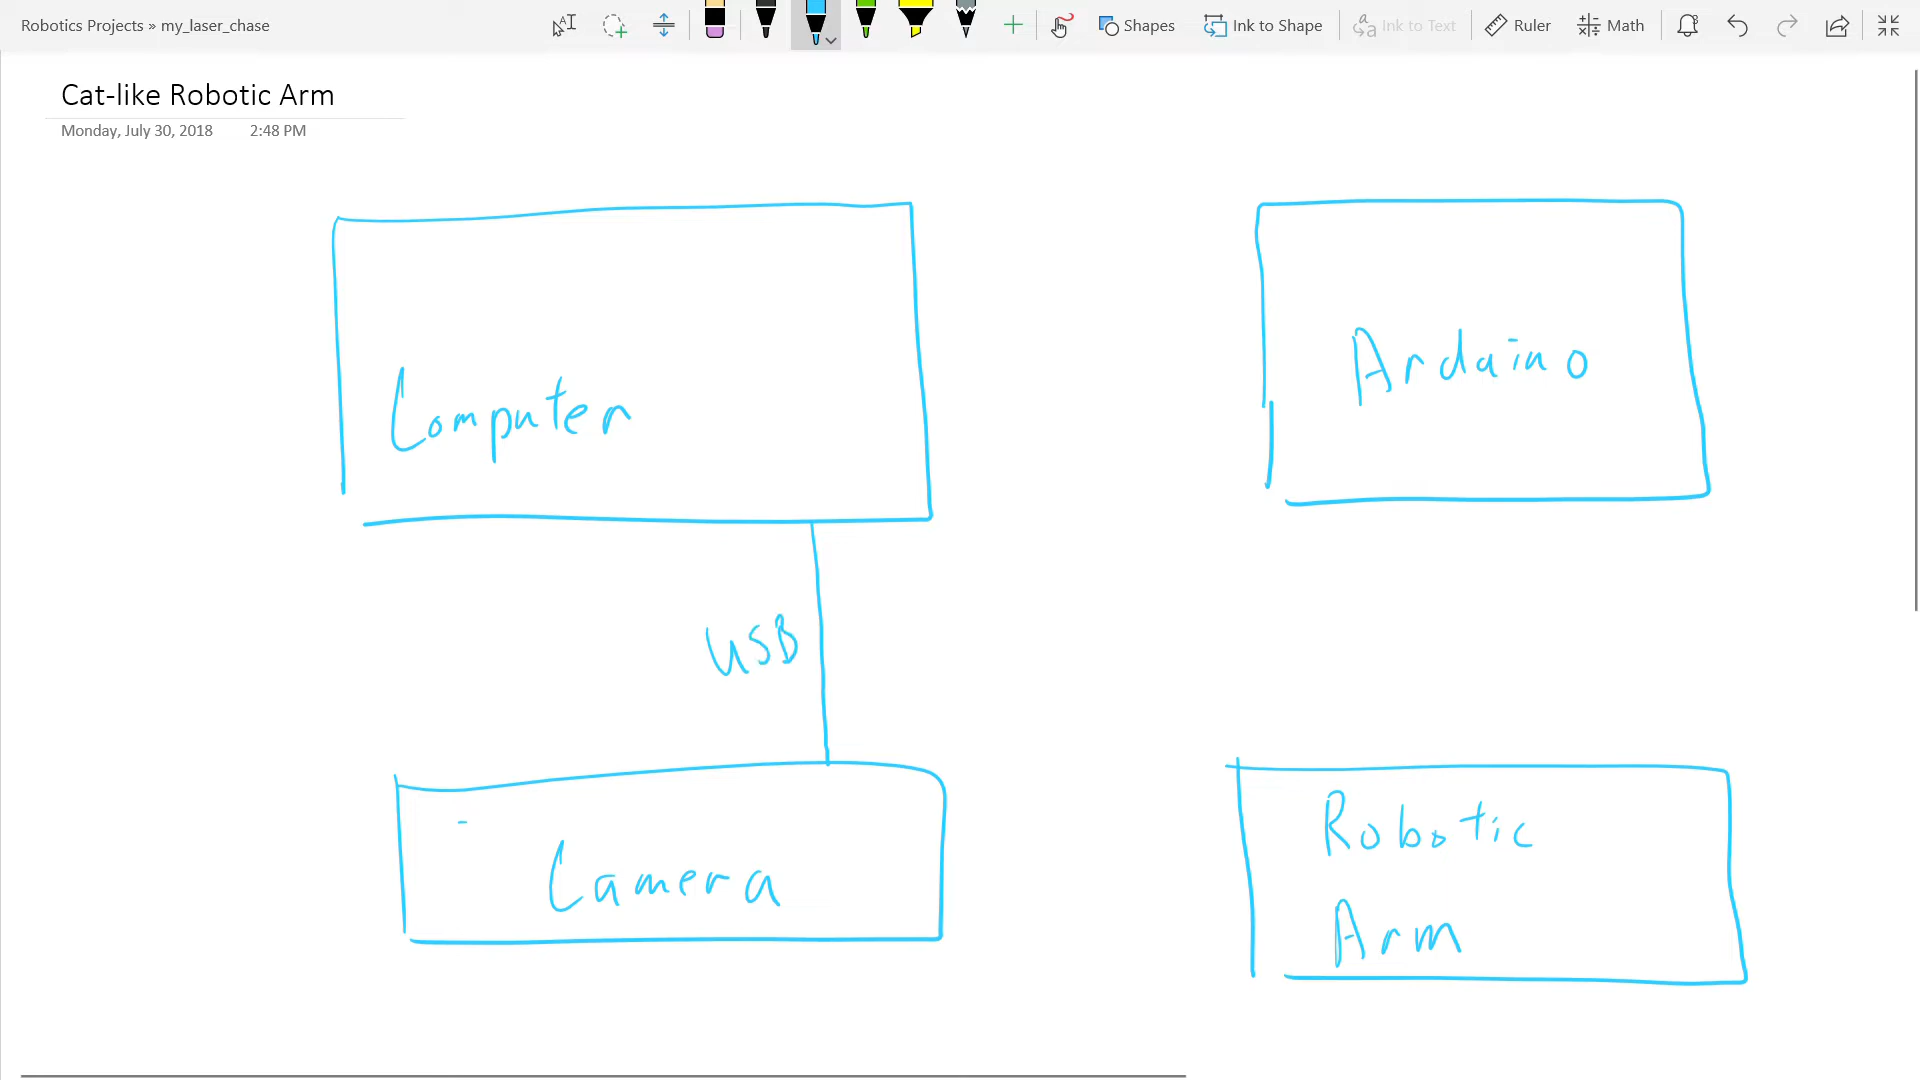 Robotics Projects » my_laser_chase
Shapes
Ink to Shape
Ink to Text
Ruler
Math
Cat-like Robotic Arm
Monday, July 30, 2018 2:48 PM
Computer
Arduino
USB
Camera
Robotic
Arm